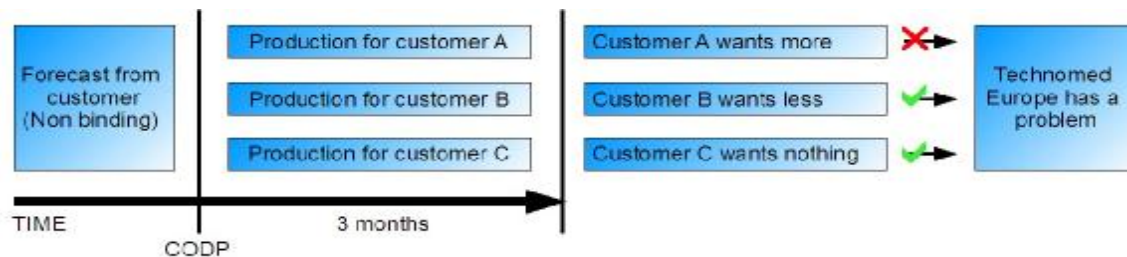 Forecast from
customer
(Non binding)
Production for customer A
Production for customer B
Production for customer C
Customer A wants more
Customer B wants less
Customer C wants nothing
Technomed
Europe has a
problem
TIME
3 months
CODP